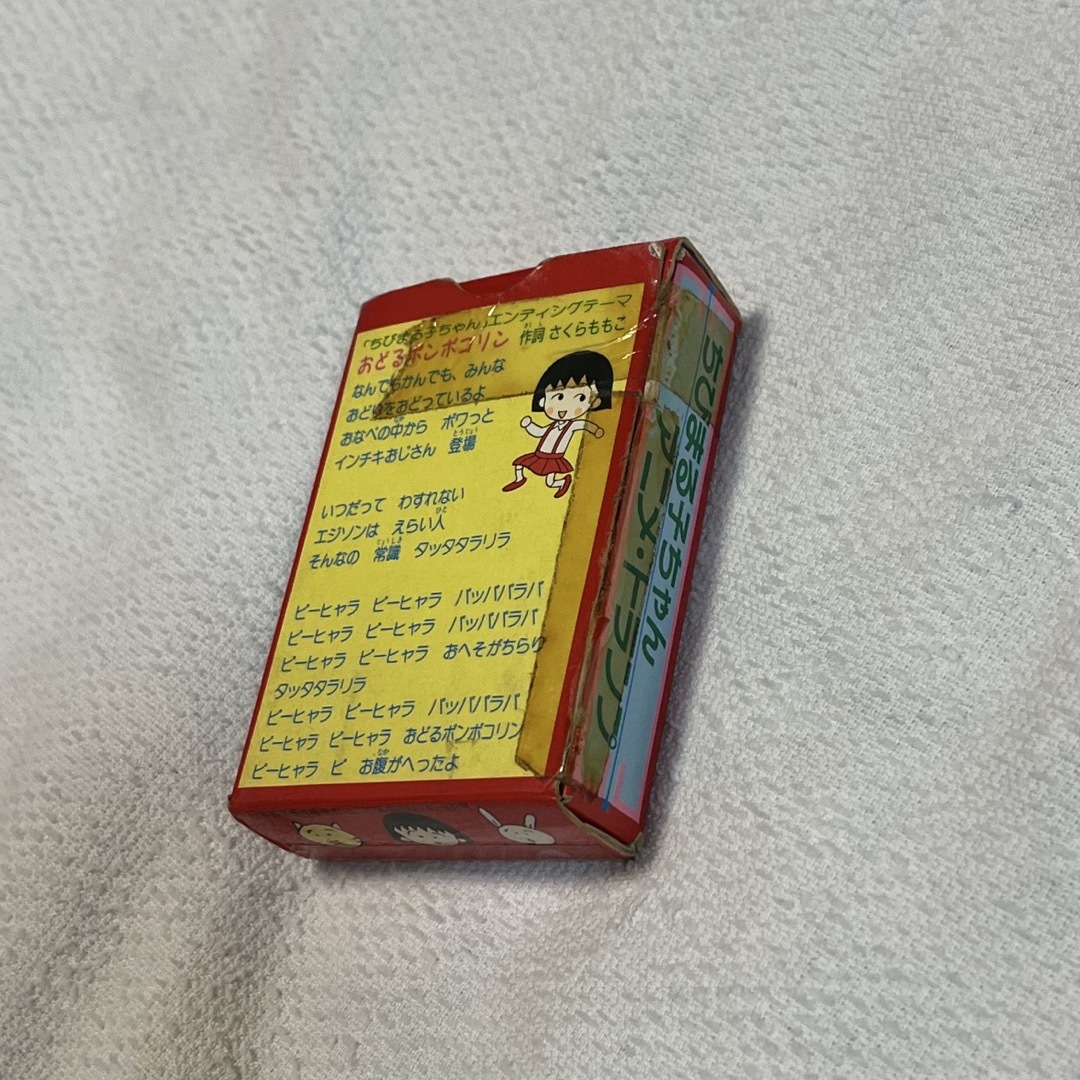 「ちびまる子ちゃん」エンディングテーマ
おどるポンポコリン 作詞 さくらももこ
なんでもかんでも、みんな
おどりをおどっているよ
おなべの中から ボワっと
インチキおじさん 登場
いつだって わすれない
エジソンは えらい人
そんなの 常識 タッタタラリラ
ピーヒャラ ピーヒャラ パッパパラパ
ピーヒャラ ピーヒャラ パッパパラパ
ピーヒャラ ピーヒャラ おへそがちらり
タッタタラリラ
ピーヒャラ ピーヒャラ パッパパラパ
ピーヒャラ ピーヒャラ おどるポンポコリン
ピーヒャラ ピ お腹がへったよ
ちびまる子ちゃん
アニメ・トランプ